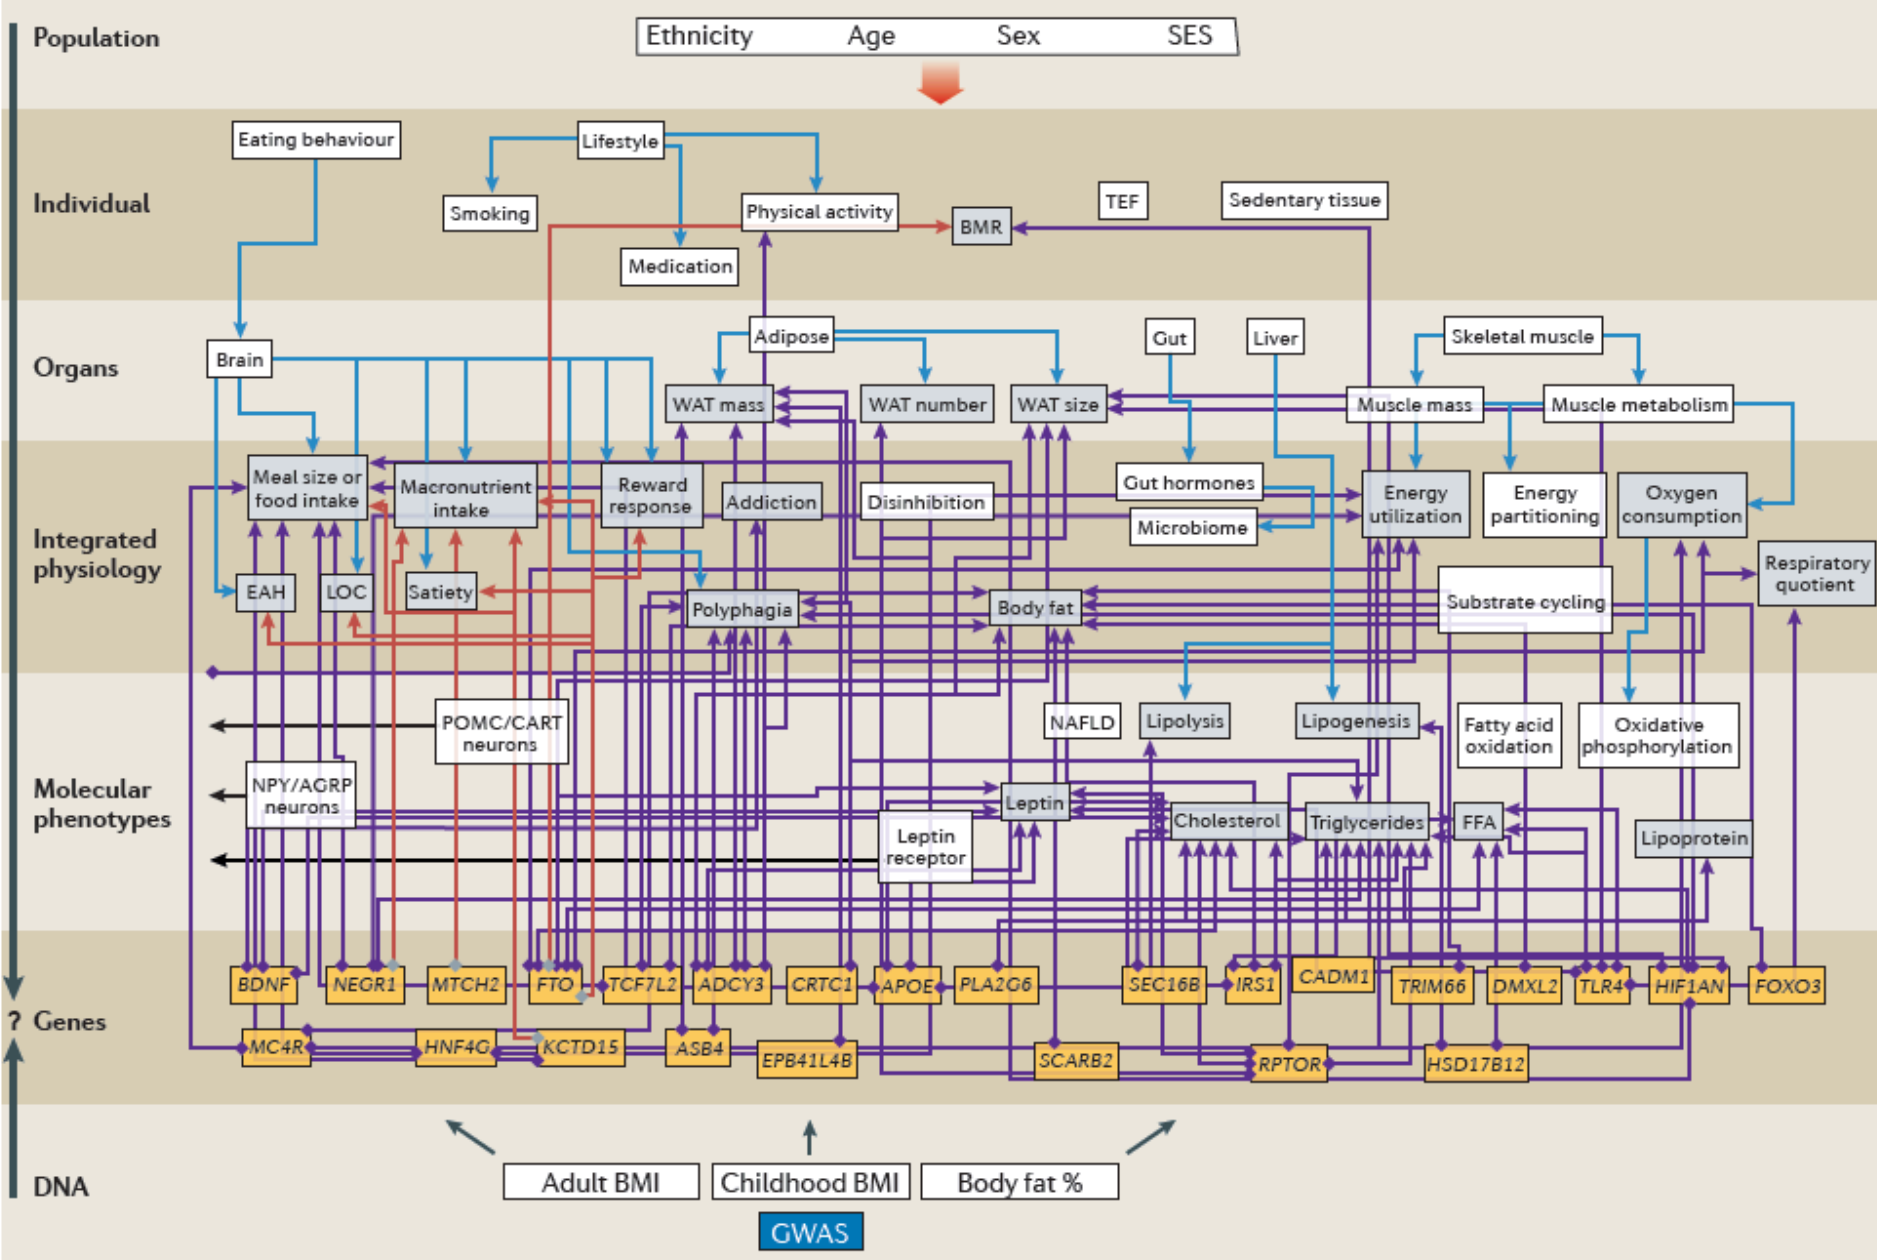 Population
Ethnicity Age Sex SES
Individual
Eating behaviour
Lifestyle
Smoking
Physical activity
BMR
TEF
Sedentary tissue
Medication
Organs
Brain
Adipose
Gut
Liver
Skeletal muscle
WAT mass
WAT number
WAT size
Muscle mass
Muscle metabolism
Integrated
physiology
Meal size or
food intake
Macronutrient
intake
Reward
response
Addiction
Disinhibition
Gut hormones
Microbiome
Energy
utilization
Energy
partitioning
Oxygen
consumption
Respiratory
quotient
EAH
LOC
Satiety
Polyphagia
Body fat
Substrate cycling
Molecular
phenotypes
POMC/CART
neurons
NPY/AGRP
neurons
NAFLD
Lipolysis
Lipogenesis
Fatty acid
oxidation
Oxidative
phosphorylation
Leptin
Leptin
receptor
Cholesterol
Triglycerides
FFA
Lipoprotein
? Genes
BDNF
NEGR1
MTCH2
FTO
TCF7L2
ADCY3
CRTC1
APOE
PLA2G6
SEC16B
IRS1
CADM1
TRIM66
DMXL2
TLR4
HIF1AN
FOXO3
MC4R
HNF4G
KCTD15
ASB4
EPB41L4B
SCARB2
RPTOR
HSD17B12
DNA
Adult BMI
Childhood BMI
Body fat %
GWAS